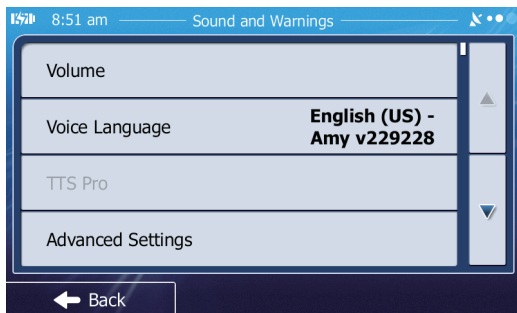 8:51 am
Sound and Warnings
Volume
Voice Language
English (US) -
Amy v229228
TTS Pro
Advanced Settings
Back